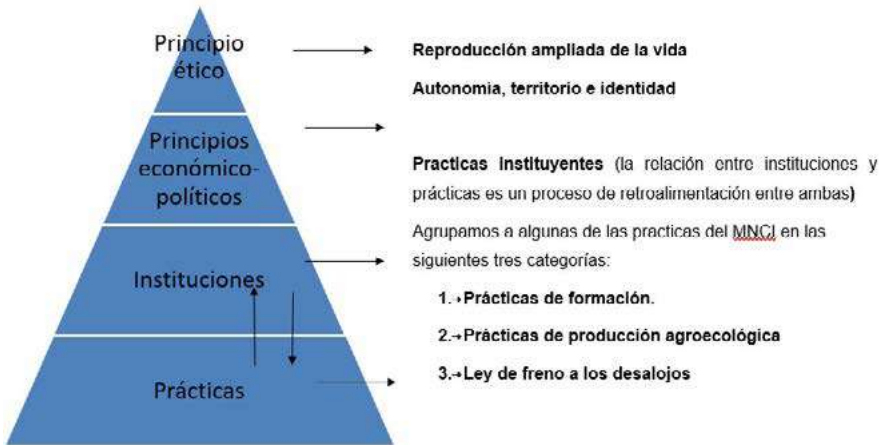 Principio
ético
Principios
económico-
políticos
Instituciones
Prácticas
Reproducción ampliada de la vida
Autonomia, territorio e identidad
Practicas Instituyentes (la relación entre instituciones y
prácticas es un proceso de retroalimentación entre ambas)
Agrupamos a algunas de las practicas del MNCI en las
siguientes tres categorías:
1.→Prácticas de formación.
2.→Prácticas de producción agroecológica
3.→Ley de freno a los desalojos